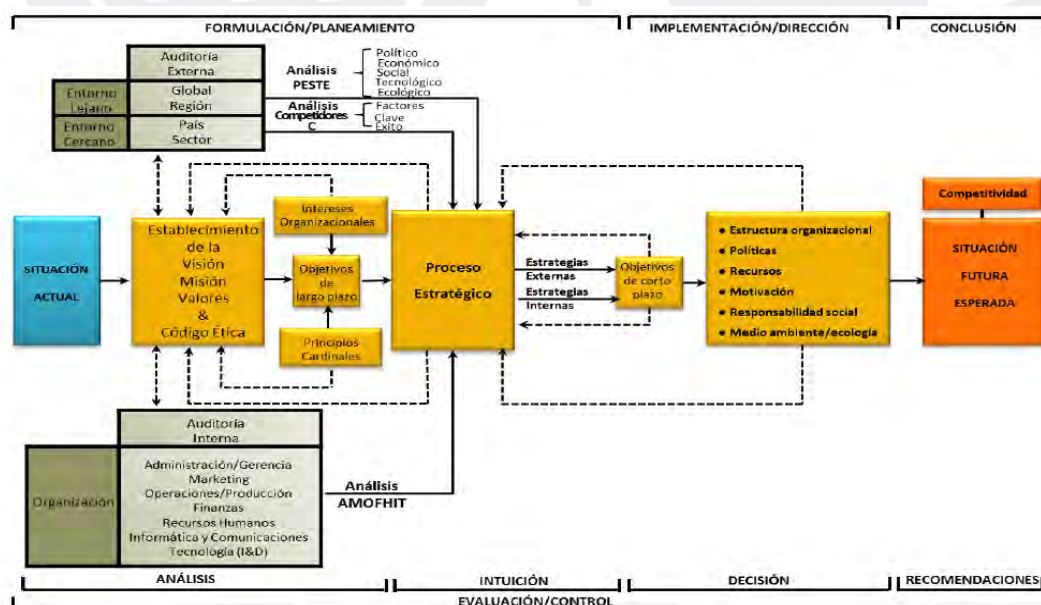 FORMULACIÓN/PLANEAMIENTO
IMPLEMENTACIÓN/DIRECCIÓN
CONCLUSIÓN
Auditoría
Externa
Entorno
Lejano
Global
Región
Entorno
Cercano
País
Sector
Análisis
PESTE
Político
Económico
Social
Tecnológico
Ecológico
Análisis
Competidores
C
Factores
Clave
Éxito
SITUACIÓN
ACTUAL
Establecimiento
de la
Visión
Misión
Valores
&
Código Ética
Intereses
Organizacionales
Objetivos
de
largo plazo
Principios
Cardinales
Proceso
Estratégico
Estrategias
Externas
Estrategias
Internas
Objetivos
de corto
plazo
● Estructura organizacional
● Políticas
● Recursos
● Motivación
● Responsabilidad social
● Medio ambiente/ecología
Competitividad
SITUACIÓN
FUTURA
ESPERADA
Auditoría
Interna
Organización
Administración/Gerencia
Marketing
Operaciones/Producción
Finanzas
Recursos Humanos
Informática y Comunicaciones
Tecnología (I&D)
Análisis
AMOFHIT
ANÁLISIS
INTUICIÓN
DECISIÓN
RECOMENDACIONES
EVALUACIÓN/CONTROL